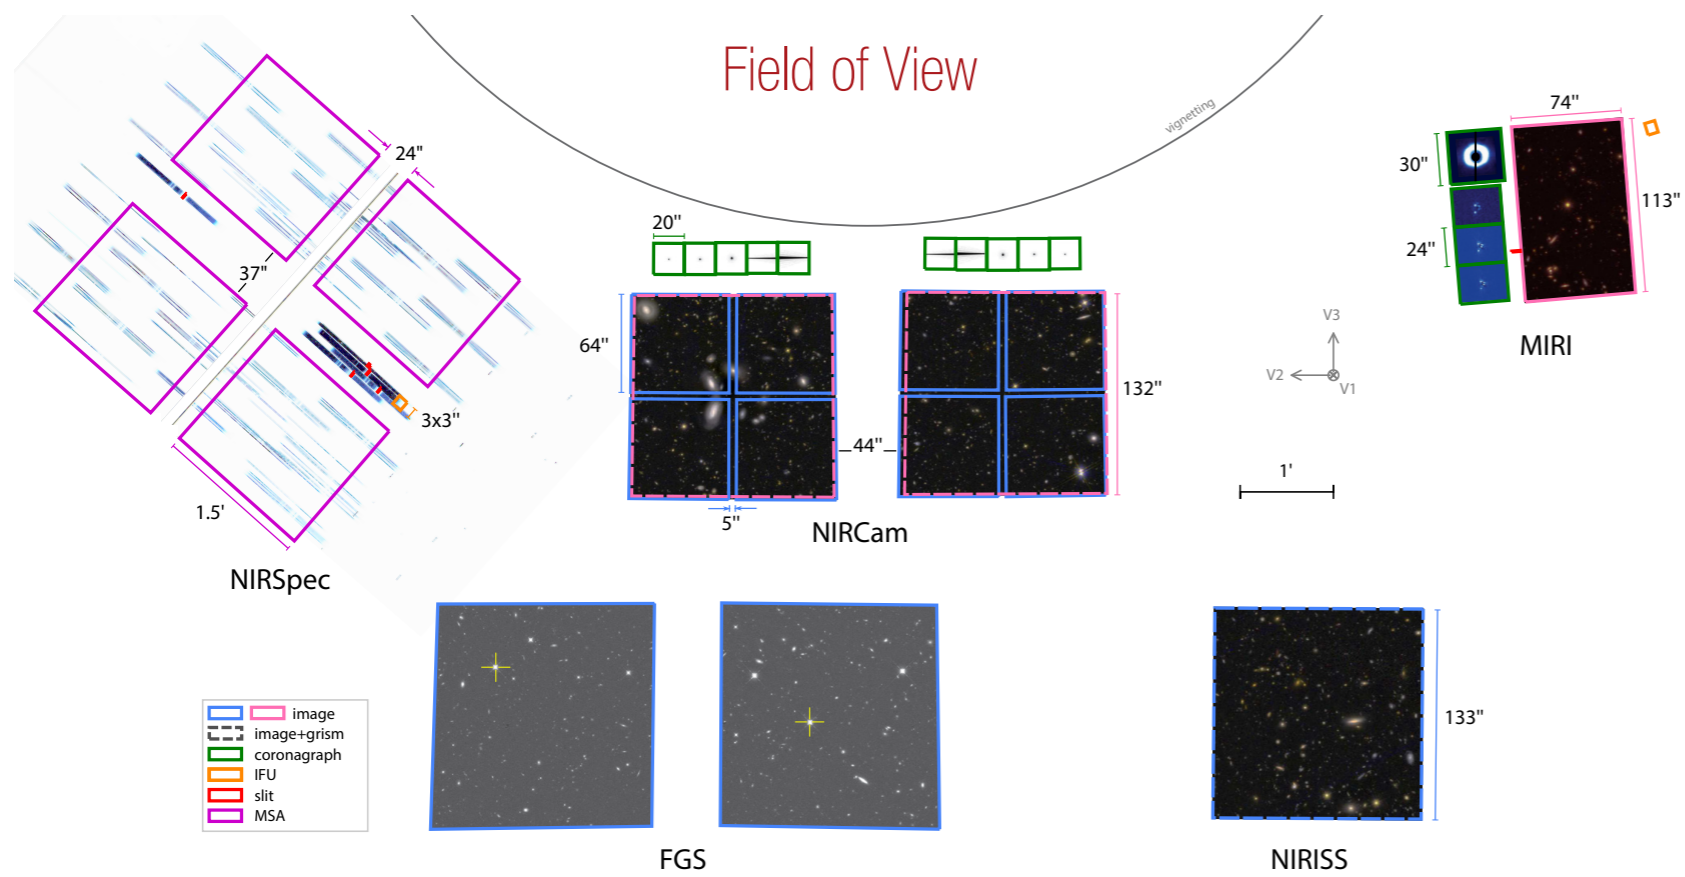 Field of View
vignetting
24"
37"
3x3"
1.5'
NIRSpec
20"
64"
44"
132"
5"
NIRCam
74"
30"
24"
113"
MIRI
V3
V2
V1
1'
image
image+grism
coronagraph
IFU
slit
MSA
FGS
133"
NIRISS